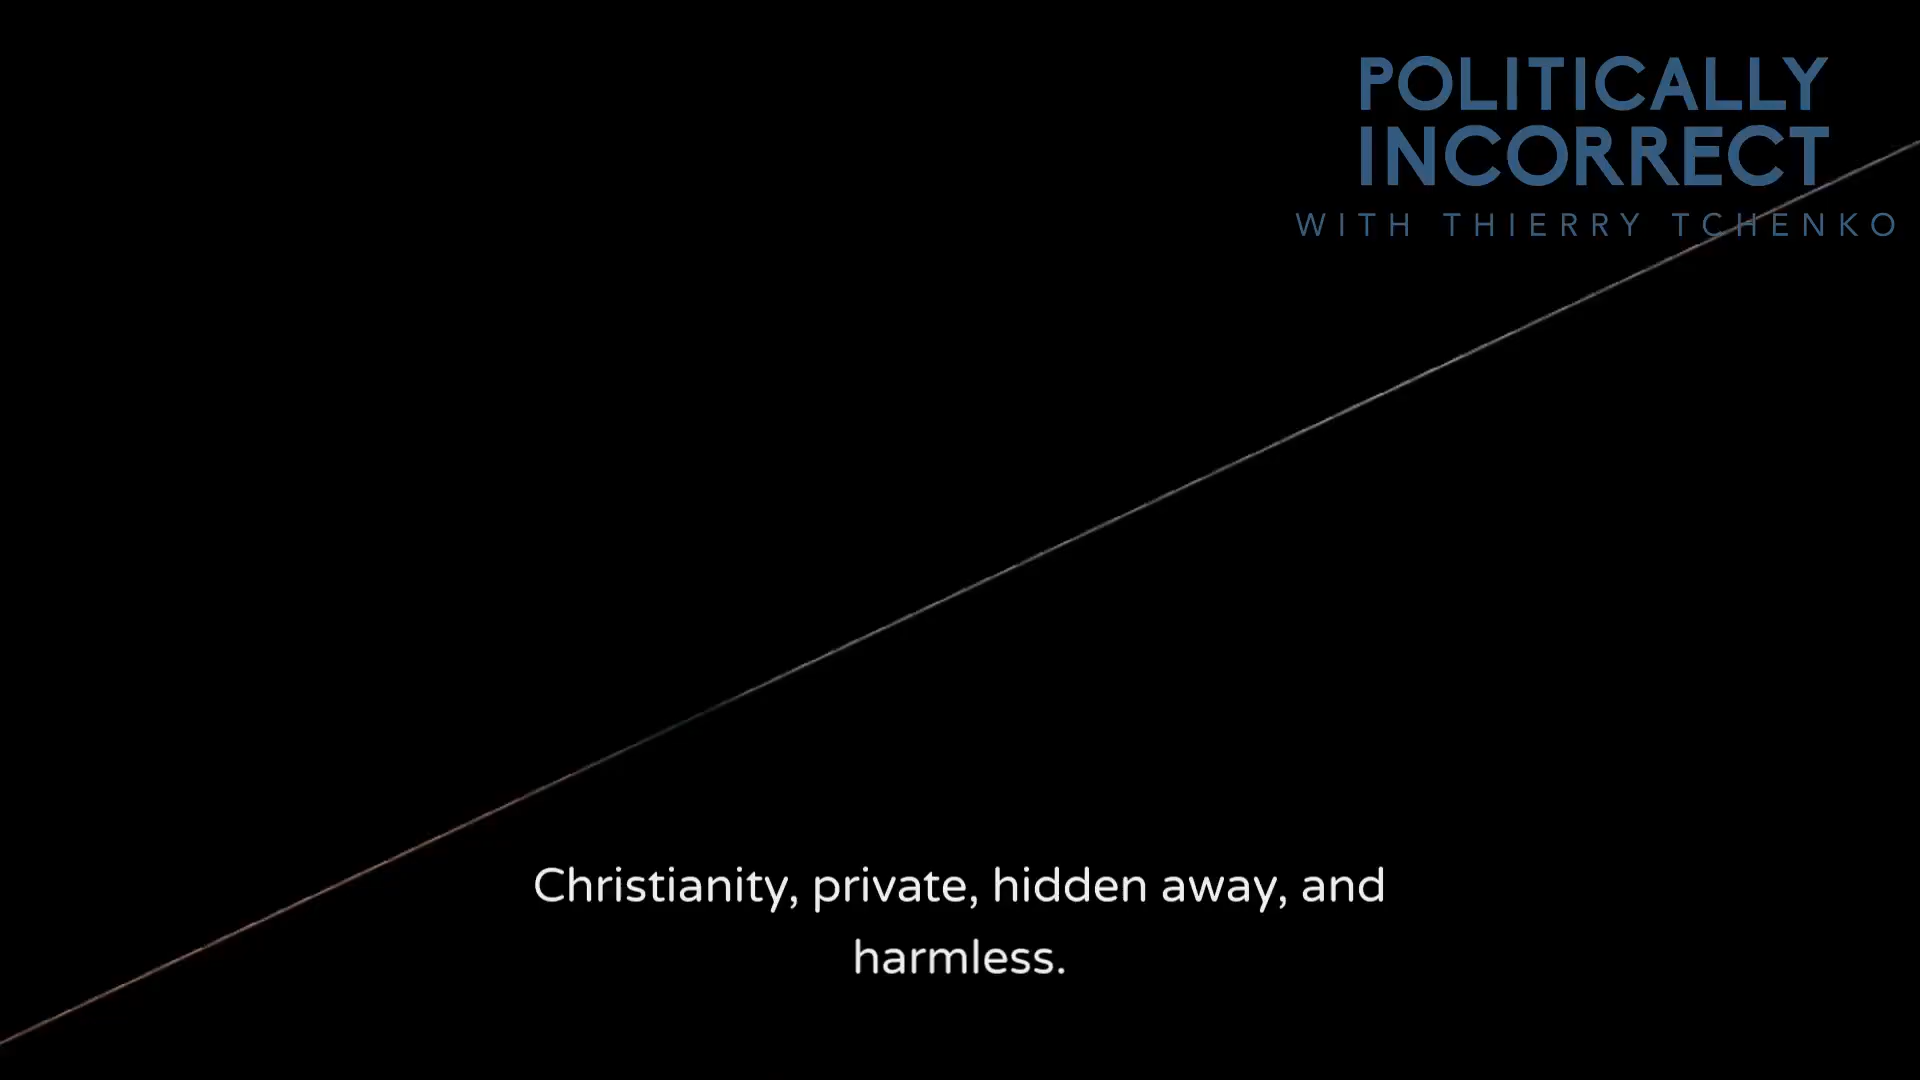 POLITICALLY
INCORRECT
WITH THIERRY TCHENKO
Christianity, private, hidden away, and
harmless.